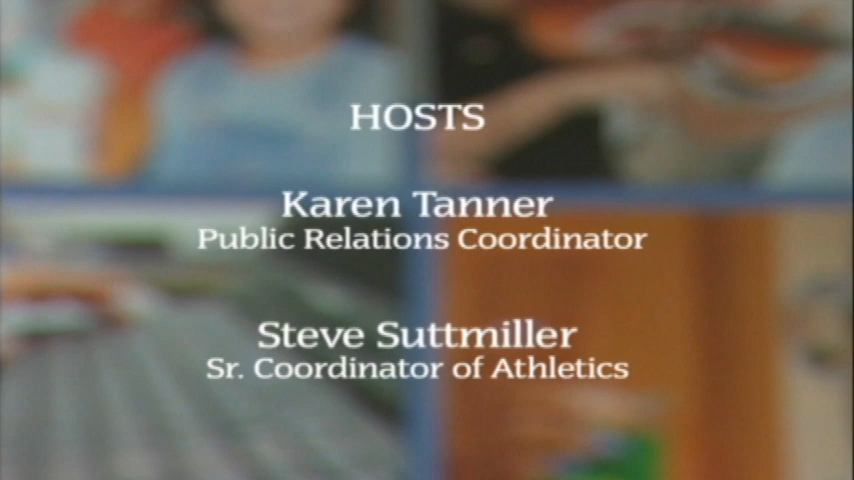 HOSTS
Karen Tanner
Public Relations Coordinator
Steve Suttmiller
Sr. Coordinator of Athletics